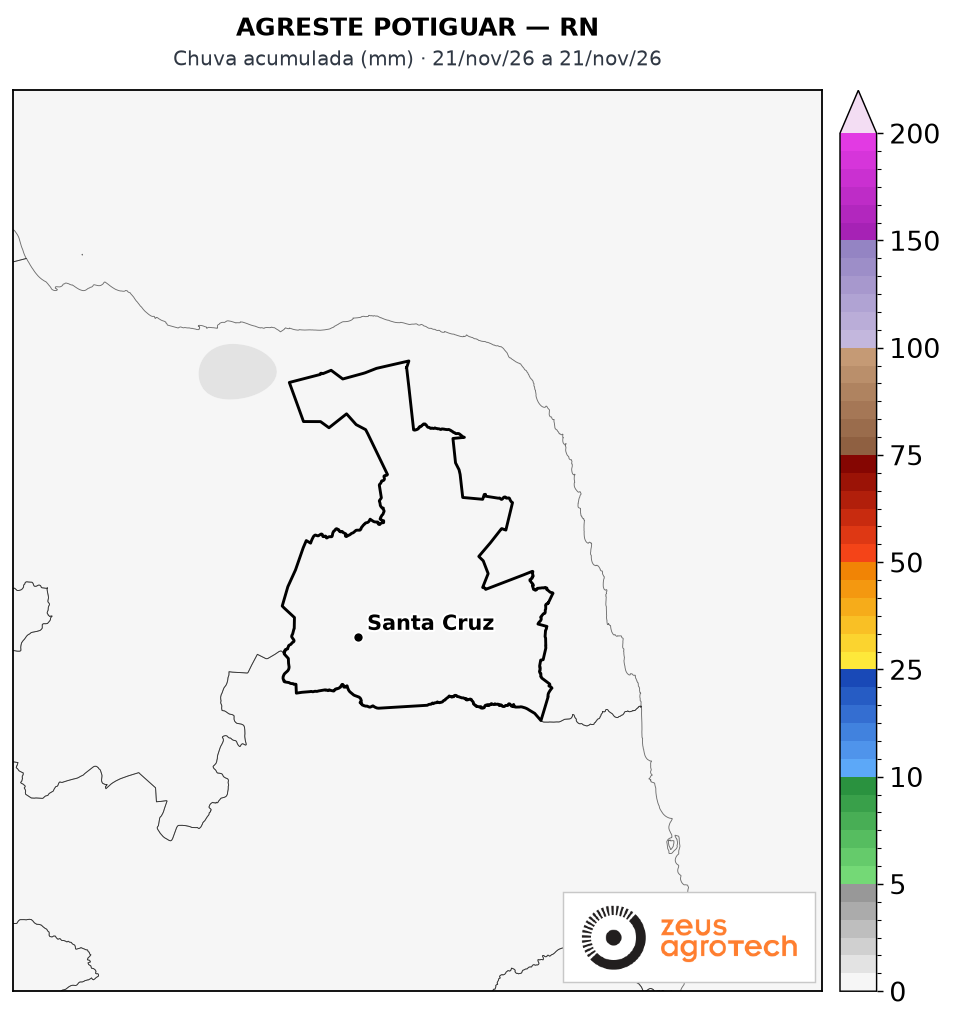 AGRESTE POTIGUAR — RN
Chuva acumulada (mm) · 21/nov/26 a 21/nov/26
200
150
100
75
50
25
10
5
0
Santa Cruz
zeus
agrotech